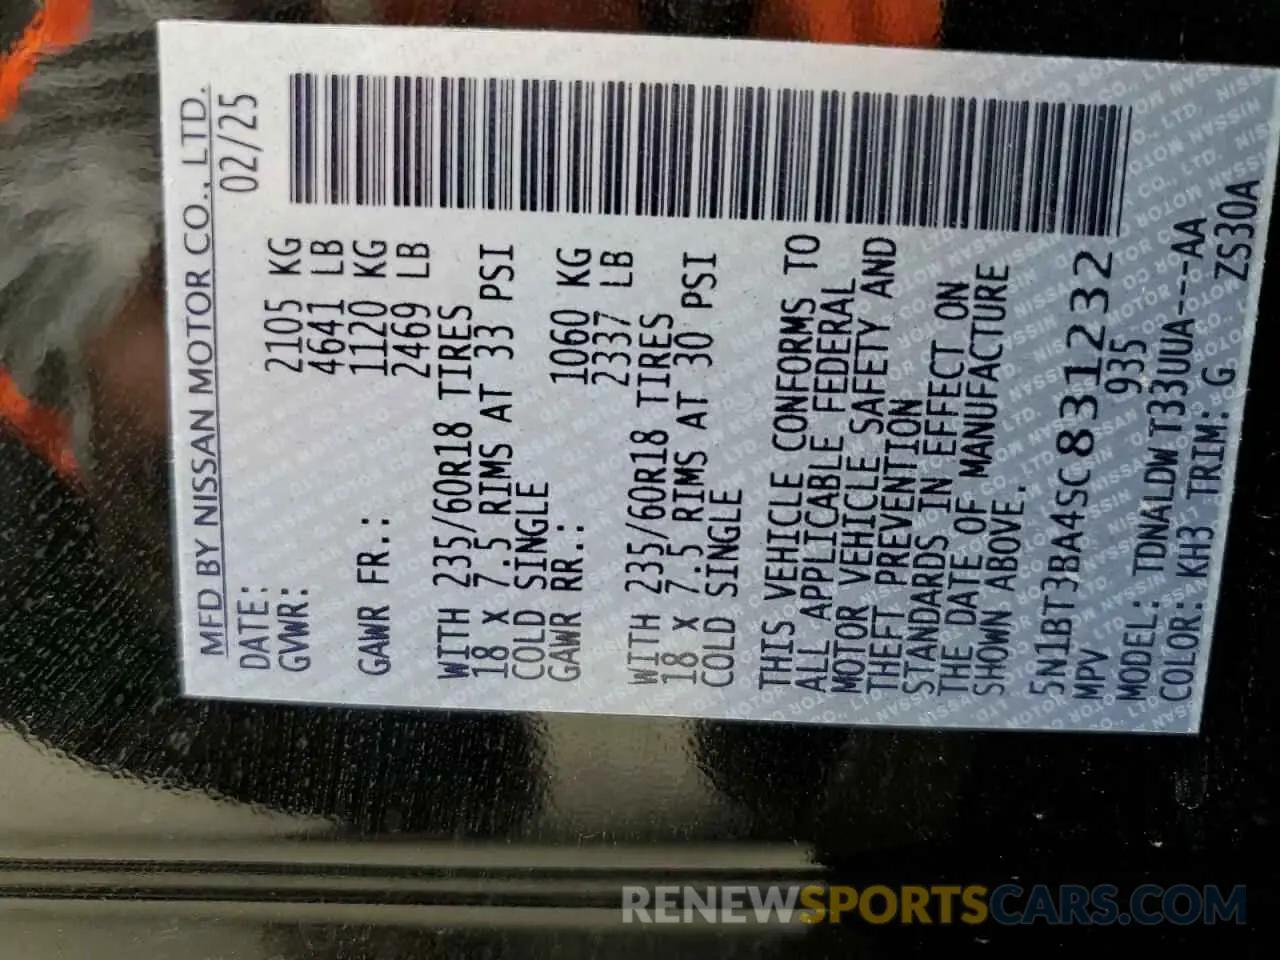 MFD BY NISSAN MOTOR CO., LTD.
DATE: 02/25
GVWR: 2105 KG
4641 LB
GAWR FR.: 1120 KG
2469 LB
WITH 235/60R18 TIRES
18 X 7.5 RIMS AT 33 PSI
COLD SINGLE
GAWR RR.: 1060 KG
2337 LB
WITH 235/60R18 TIRES
18 X 7.5 RIMS AT 30 PSI
COLD SINGLE
THIS VEHICLE CONFORMS TO
ALL APPLICABLE FEDERAL
MOTOR VEHICLE SAFETY AND
THEFT PREVENTION
STANDARDS IN EFFECT ON
THE DATE OF MANUFACTURE
SHOWN ABOVE.
5N1BT3BA4SC831232
MPV 935
MODEL: TDNALDWT33UUA---AA
COLOR: KH3 TRIM: G ZS30A
RENEWSPORTSCARS.COM